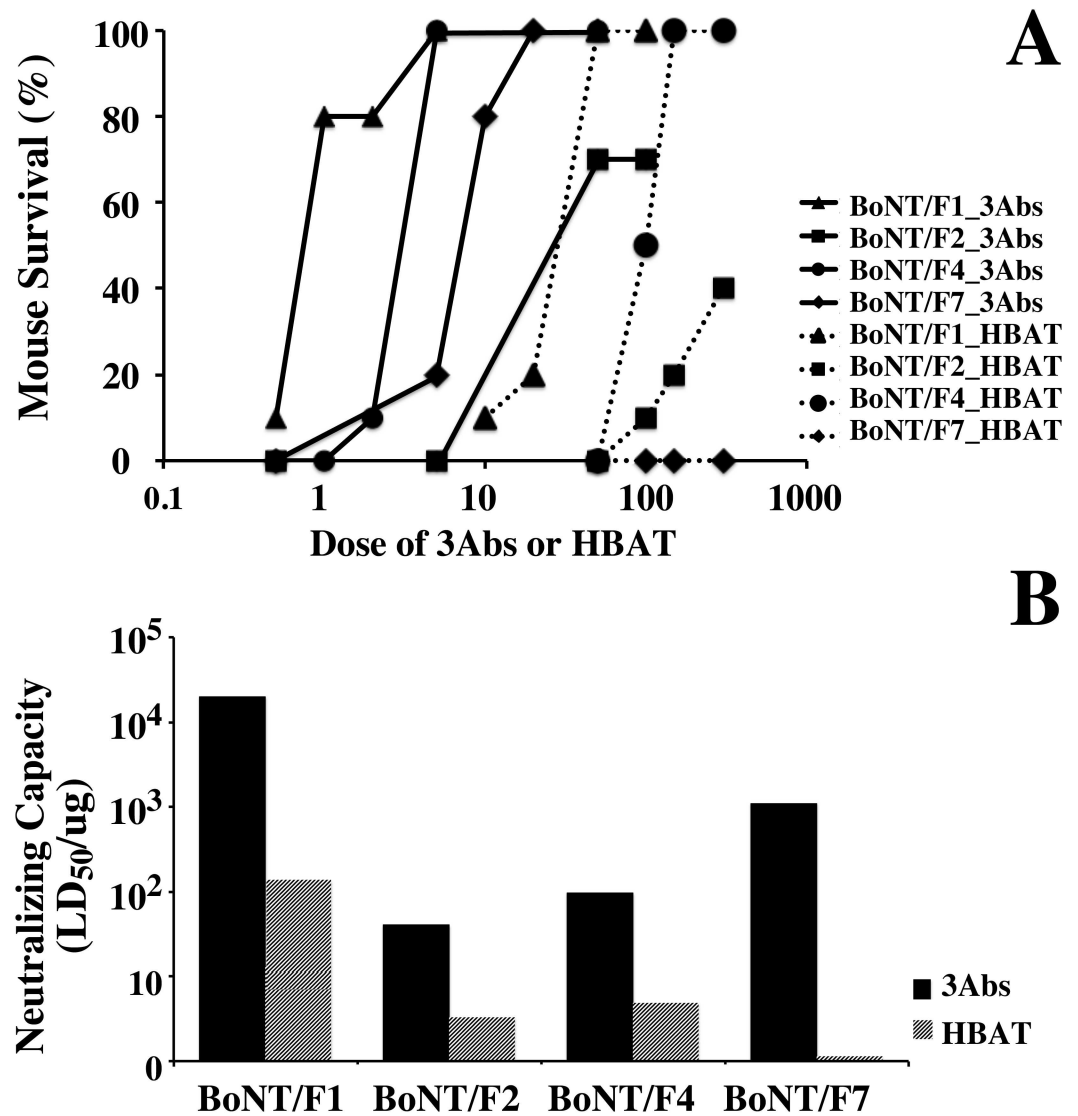 A
100
80
60
40
20
0
Mouse Survival (%)
0.1 1 10 100 1000
Dose of 3Abs or HBAT
BoNT/F1_3Abs
BoNT/F2_3Abs
BoNT/F4_3Abs
BoNT/F7_3Abs
BoNT/F1_HBAT
BoNT/F2_HBAT
BoNT/F4_HBAT
BoNT/F7_HBAT
B
10⁵
10⁴
10³
10²
10
0
Neutralizing Capacity
(LD₅₀/ug)
3Abs
HBAT
BoNT/F1 BoNT/F2 BoNT/F4 BoNT/F7